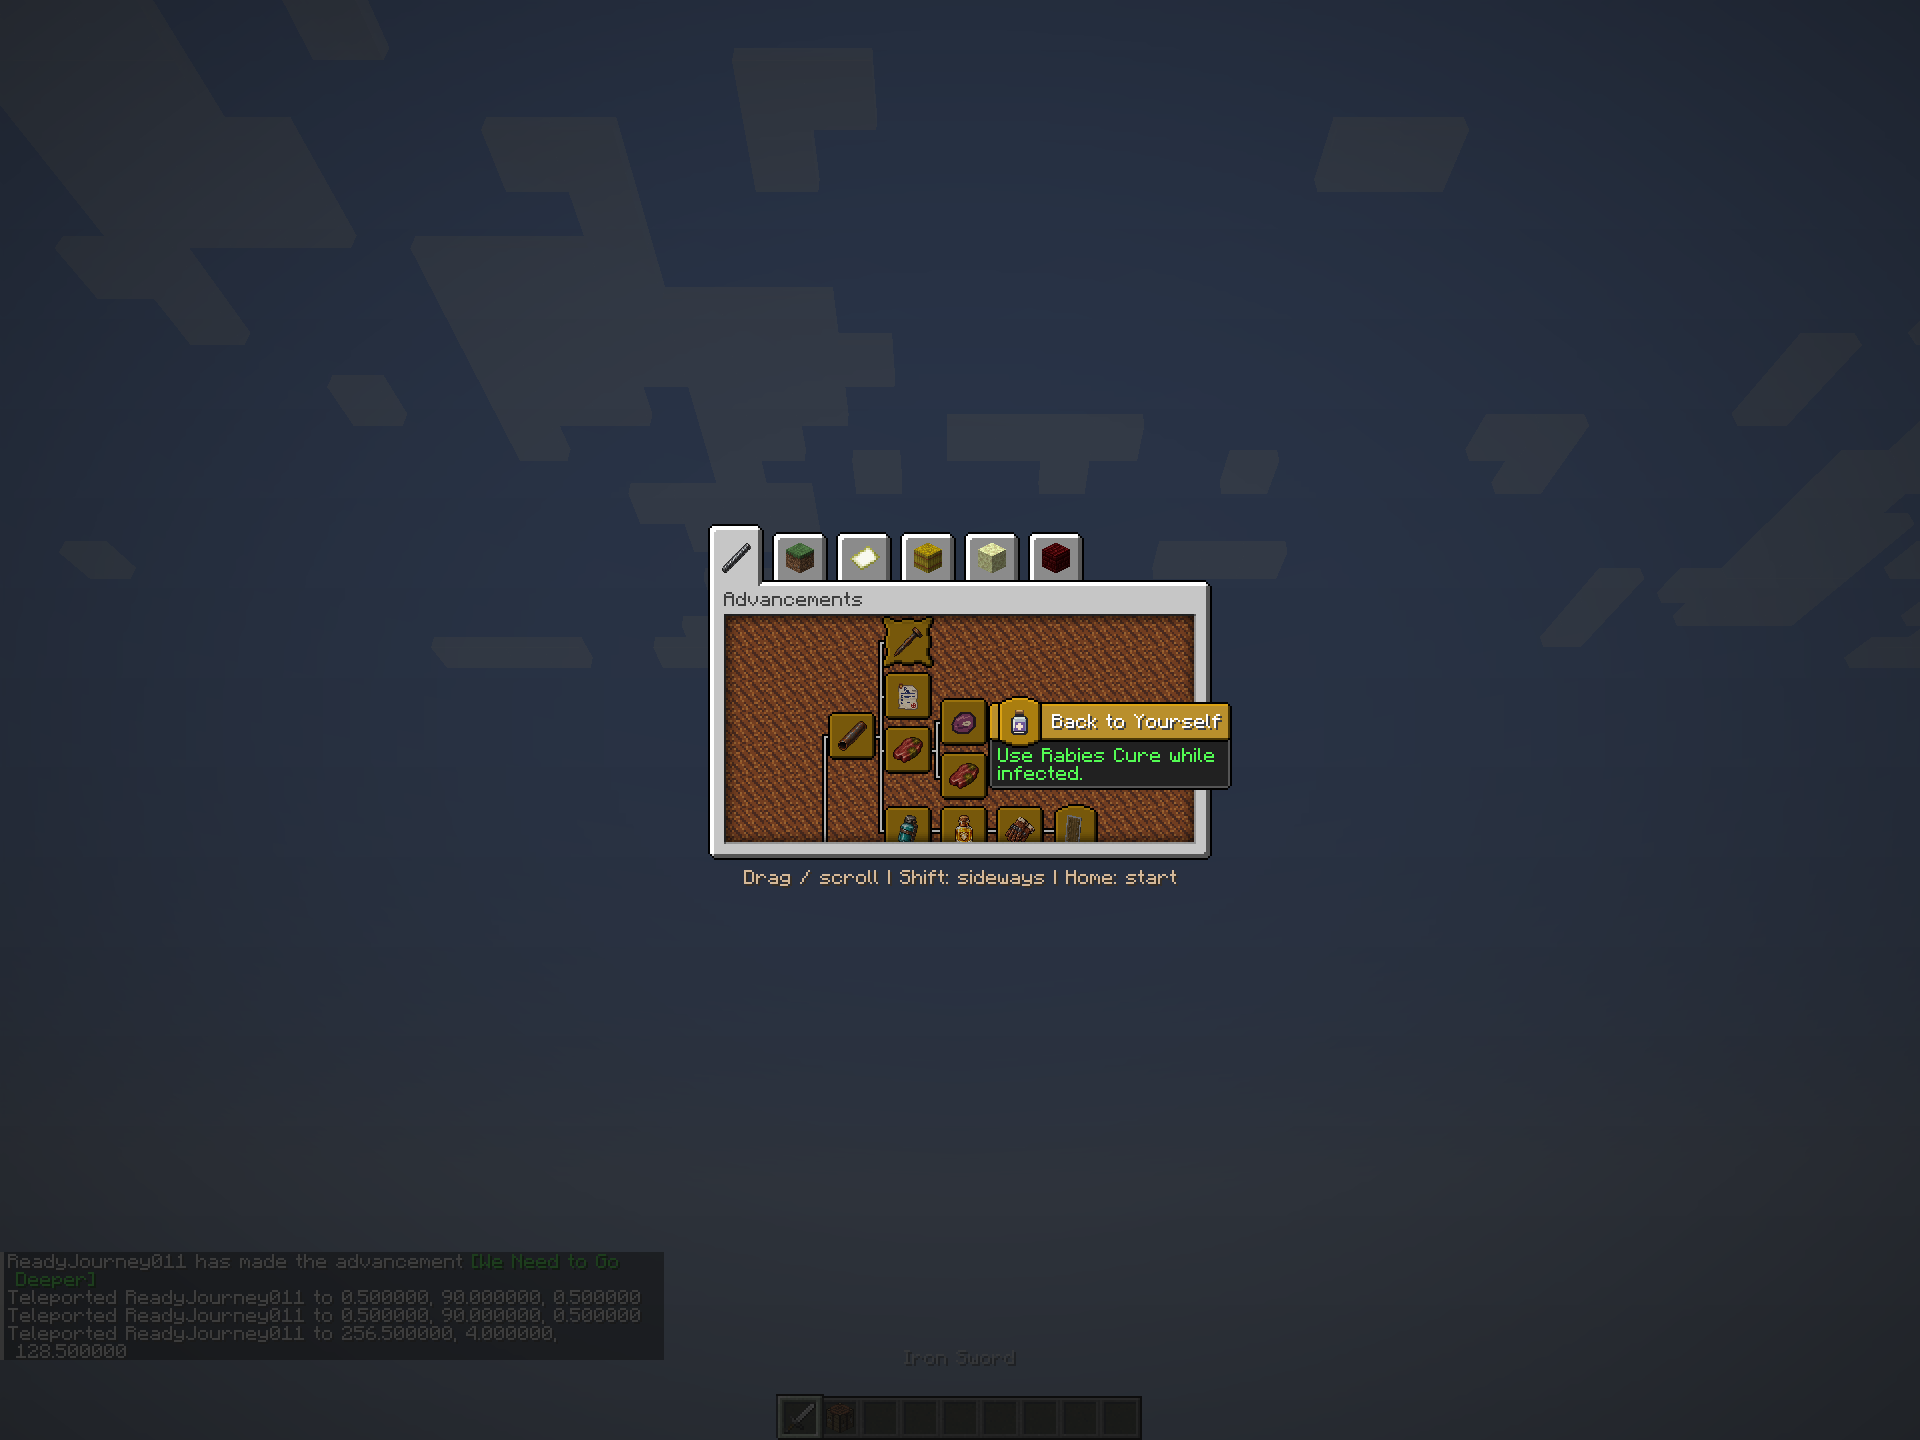 Advancements
Back to Yourself
Use Rabies Cure while
infected.
Drag / scroll | Shift: sideways | Home: start
ReadyJourney011 has made the advancement [We Need to Go
Deeper]
Teleported ReadyJourney011 to 0.500000, 90.000000, 0.500000
Teleported ReadyJourney011 to 0.500000, 90.000000, 0.500000
Teleported ReadyJourney011 to 256.500000, 4.000000,
128.500000
Iron Sword